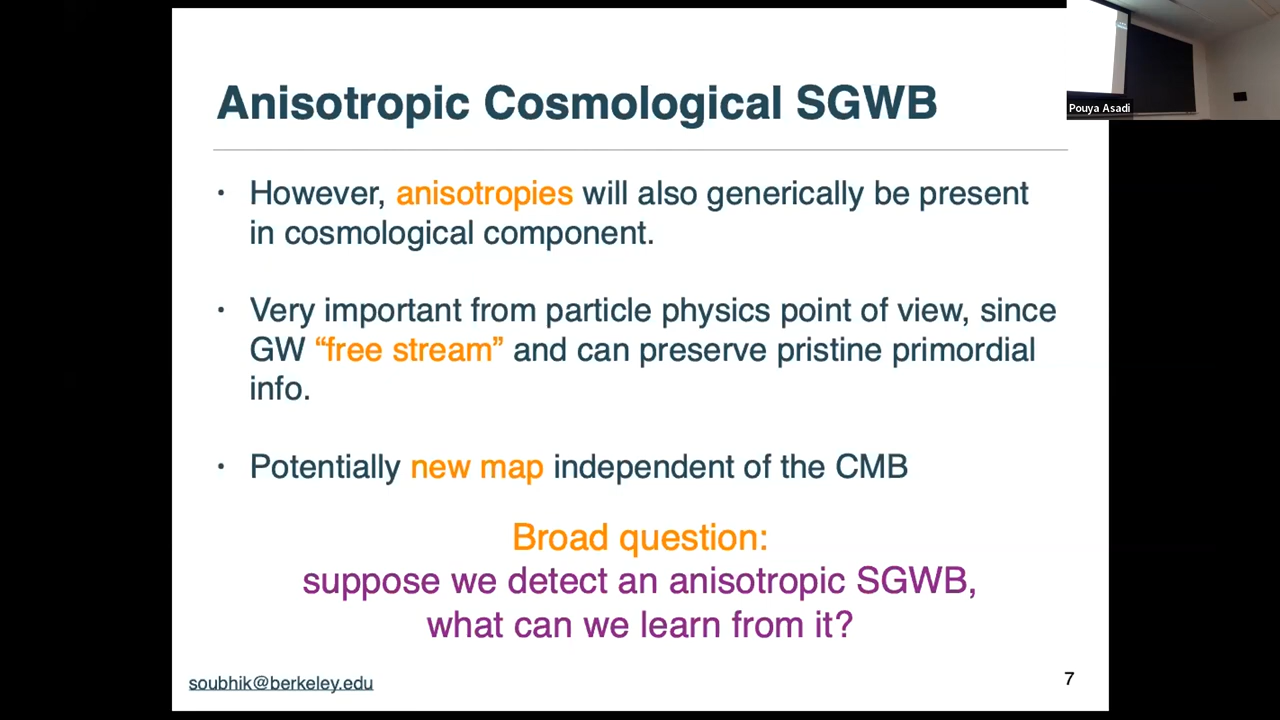 Anisotropic Cosmological SGWB
Pouya Asadi
• However, anisotropies will also generically be present
in cosmological component.
• Very important from particle physics point of view, since
GW “free stream” and can preserve pristine primordial
info.
• Potentially new map independent of the CMB
Broad question:
suppose we detect an anisotropic SGWB,
what can we learn from it?
soubhik@berkeley.edu
7